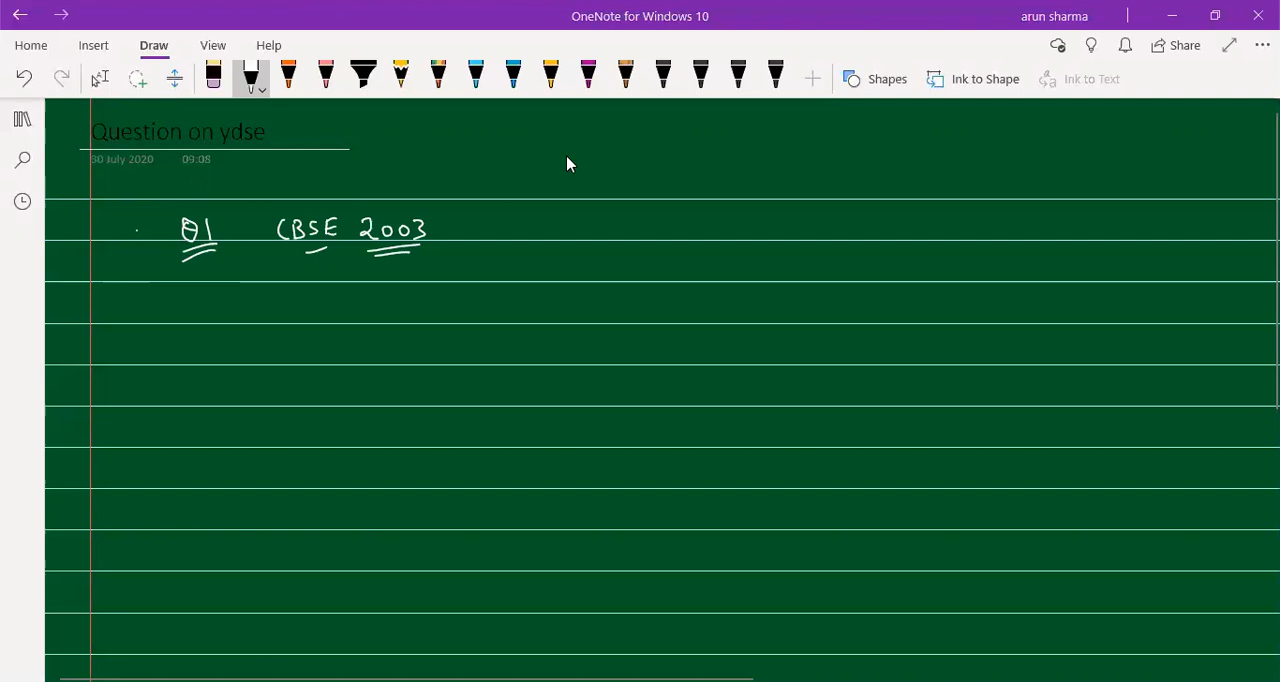 OneNote for Windows 10
arun sharma
Home Insert Draw View Help
Share
Shapes Ink to Shape Ink to Text
Question on ydse
30 July 2020 09:08
Q1 CBSE 2003